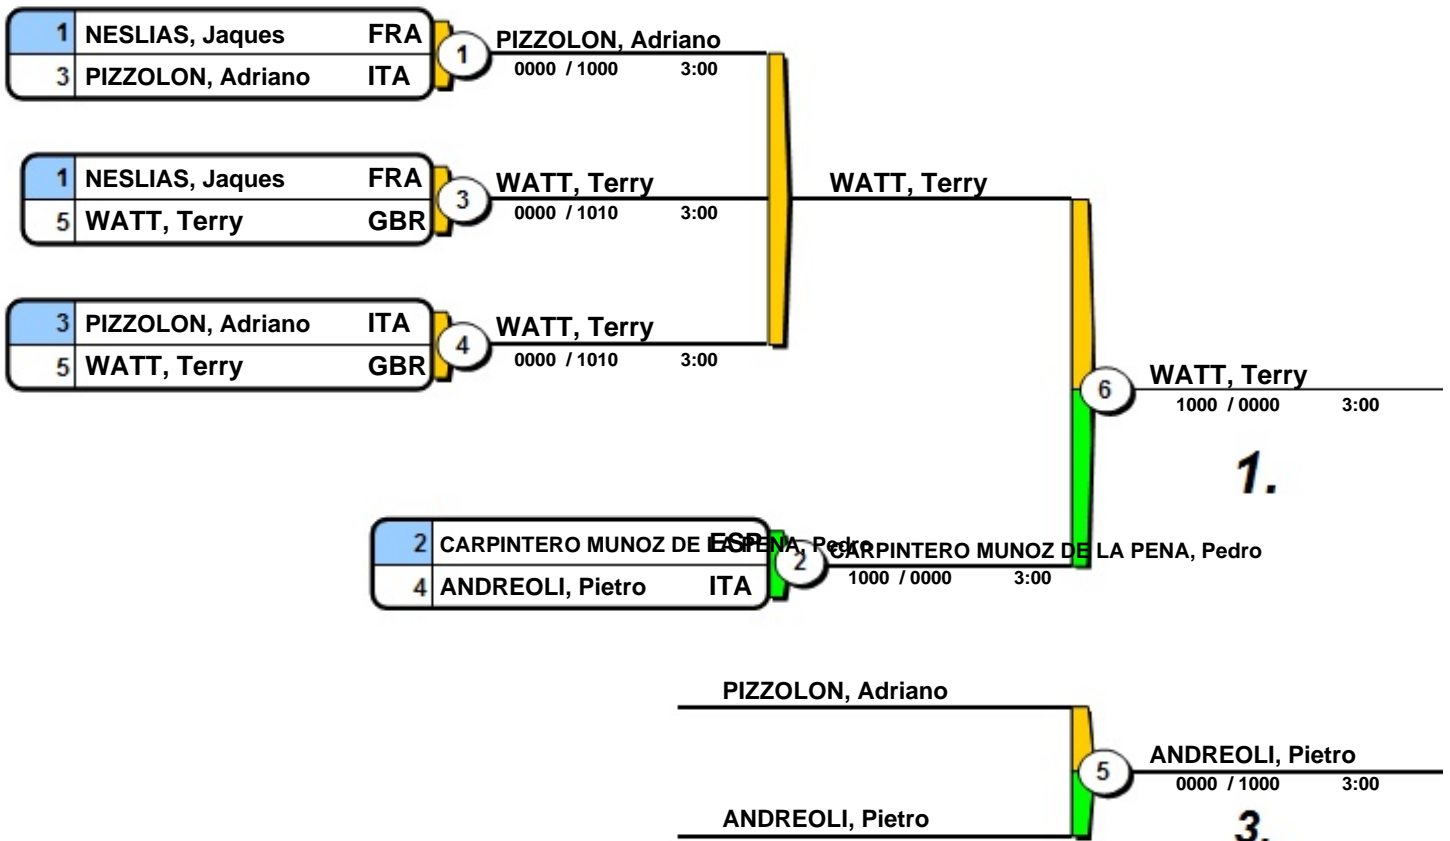 1 NESLIAS, Jaques FRA
3 PIZZOLON, Adriano ITA
1
PIZZOLON, Adriano
0000 / 1000 3:00
1 NESLIAS, Jaques FRA
5 WATT, Terry GBR
3
WATT, Terry
0000 / 1010 3:00
WATT, Terry
3 PIZZOLON, Adriano ITA
5 WATT, Terry GBR
4
WATT, Terry
0000 / 1010 3:00
6
WATT, Terry
1000 / 0000 3:00
1.
2 CARPINTERO MUNOZ DE LA PENA, Pedro ESP
4 ANDREOLI, Pietro ITA
2
CARPINTERO MUNOZ DE LA PENA, Pedro
1000 / 0000 3:00
PIZZOLON, Adriano
5
ANDREOLI, Pietro
0000 / 1000 3:00
ANDREOLI, Pietro
3.